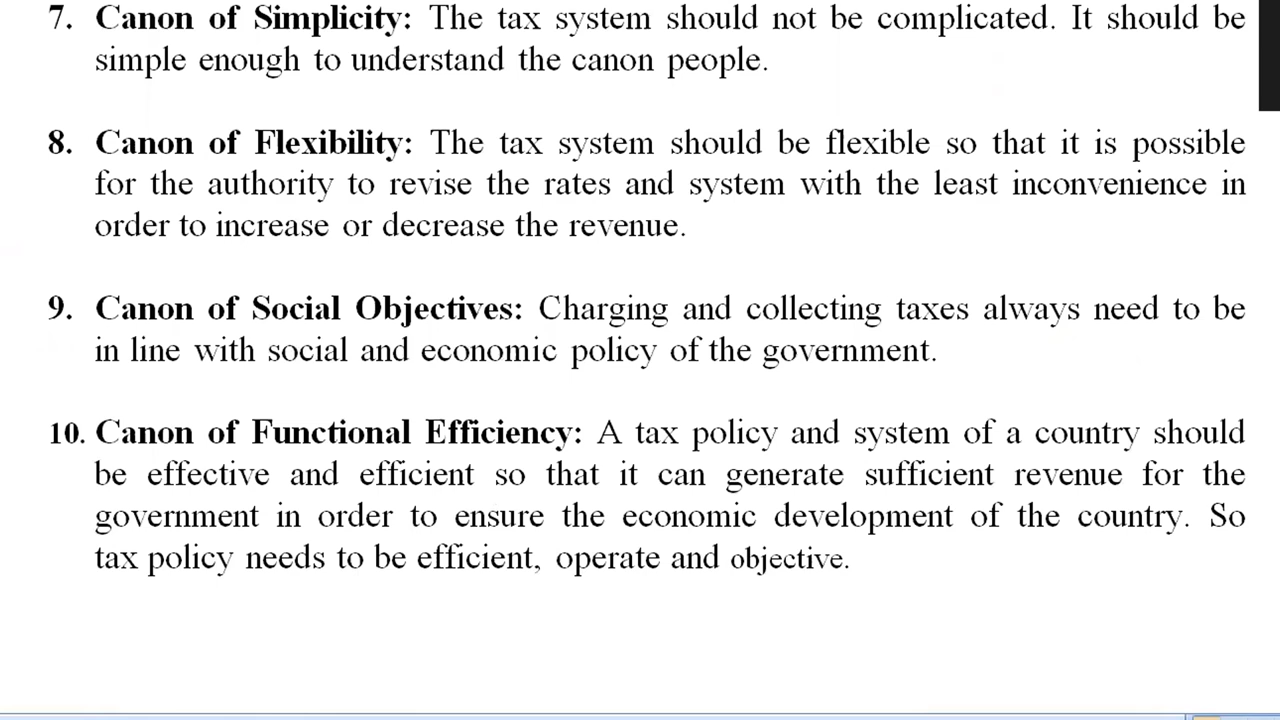 7. Canon of Simplicity: The tax system should not be complicated. It should be
simple enough to understand the canon people.
8. Canon of Flexibility: The tax system should be flexible so that it is possible
for the authority to revise the rates and system with the least inconvenience in
order to increase or decrease the revenue.
9. Canon of Social Objectives: Charging and collecting taxes always need to be
in line with social and economic policy of the government.
10. Canon of Functional Efficiency: A tax policy and system of a country should
be effective and efficient so that it can generate sufficient revenue for the
government in order to ensure the economic development of the country. So
tax policy needs to be efficient, operate and objective.